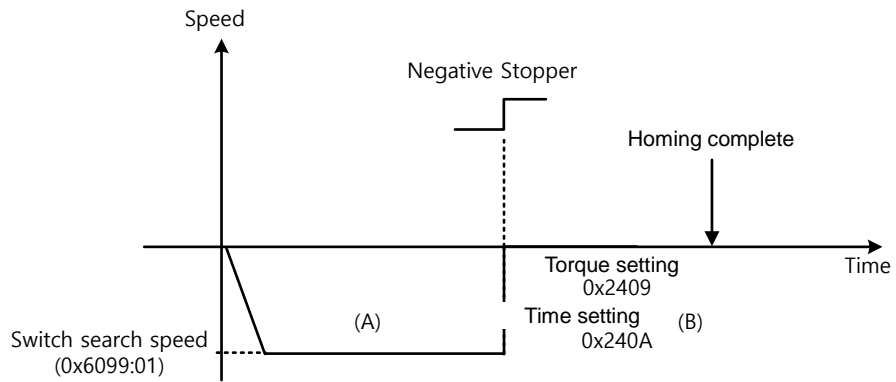 Speed
Negative Stopper
Homing complete
Torque setting
0x2409
Time
(A)
Time setting
0x240A
(B)
Switch search speed
(0x6099:01)